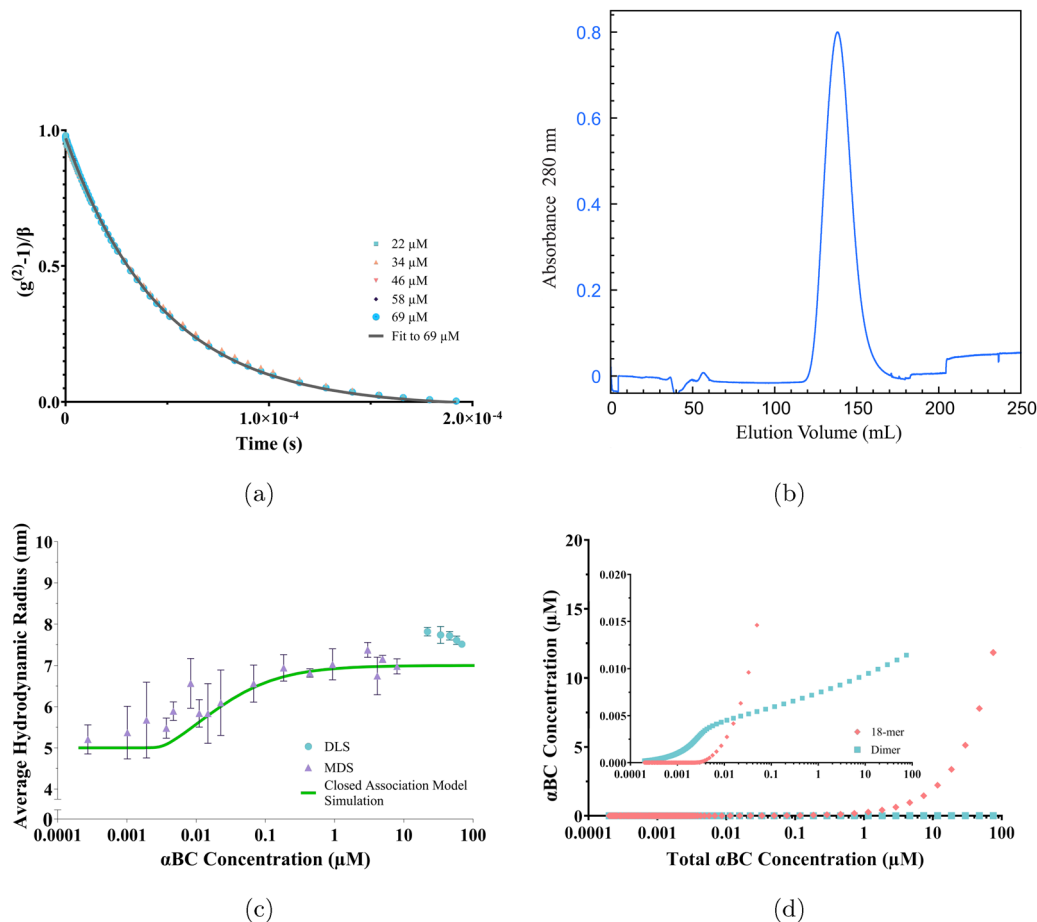 1.0
0.5
0.0
(g(2)-1)/β
22 µM
34 µM
46 µM
58 µM
69 µM
Fit to 69 µM
0
1.0×10-4
2.0×10-4
Time (s)
(a)
0.8
0.6
0.4
0.2
0
Absorbance 280 nm
0
50
100
150
200
250
Elution Volume (mL)
(b)
10
9
8
7
6
5
4
0
Average Hydrodynamic Radius (nm)
DLS
MDS
Closed Association Model
Simulation
0.0001
0.001
0.01
0.1
1
10
100
αBC Concentration (µM)
(c)
20
15
10
5
0
αBC Concentration (µM)
0.020
0.015
0.010
0.005
0.000
0.0001
0.001
0.01
0.1
1
10
100
18-mer
Dimer
0.0001
0.001
0.01
0.1
1
10
100
Total αBC Concentration (µM)
(d)